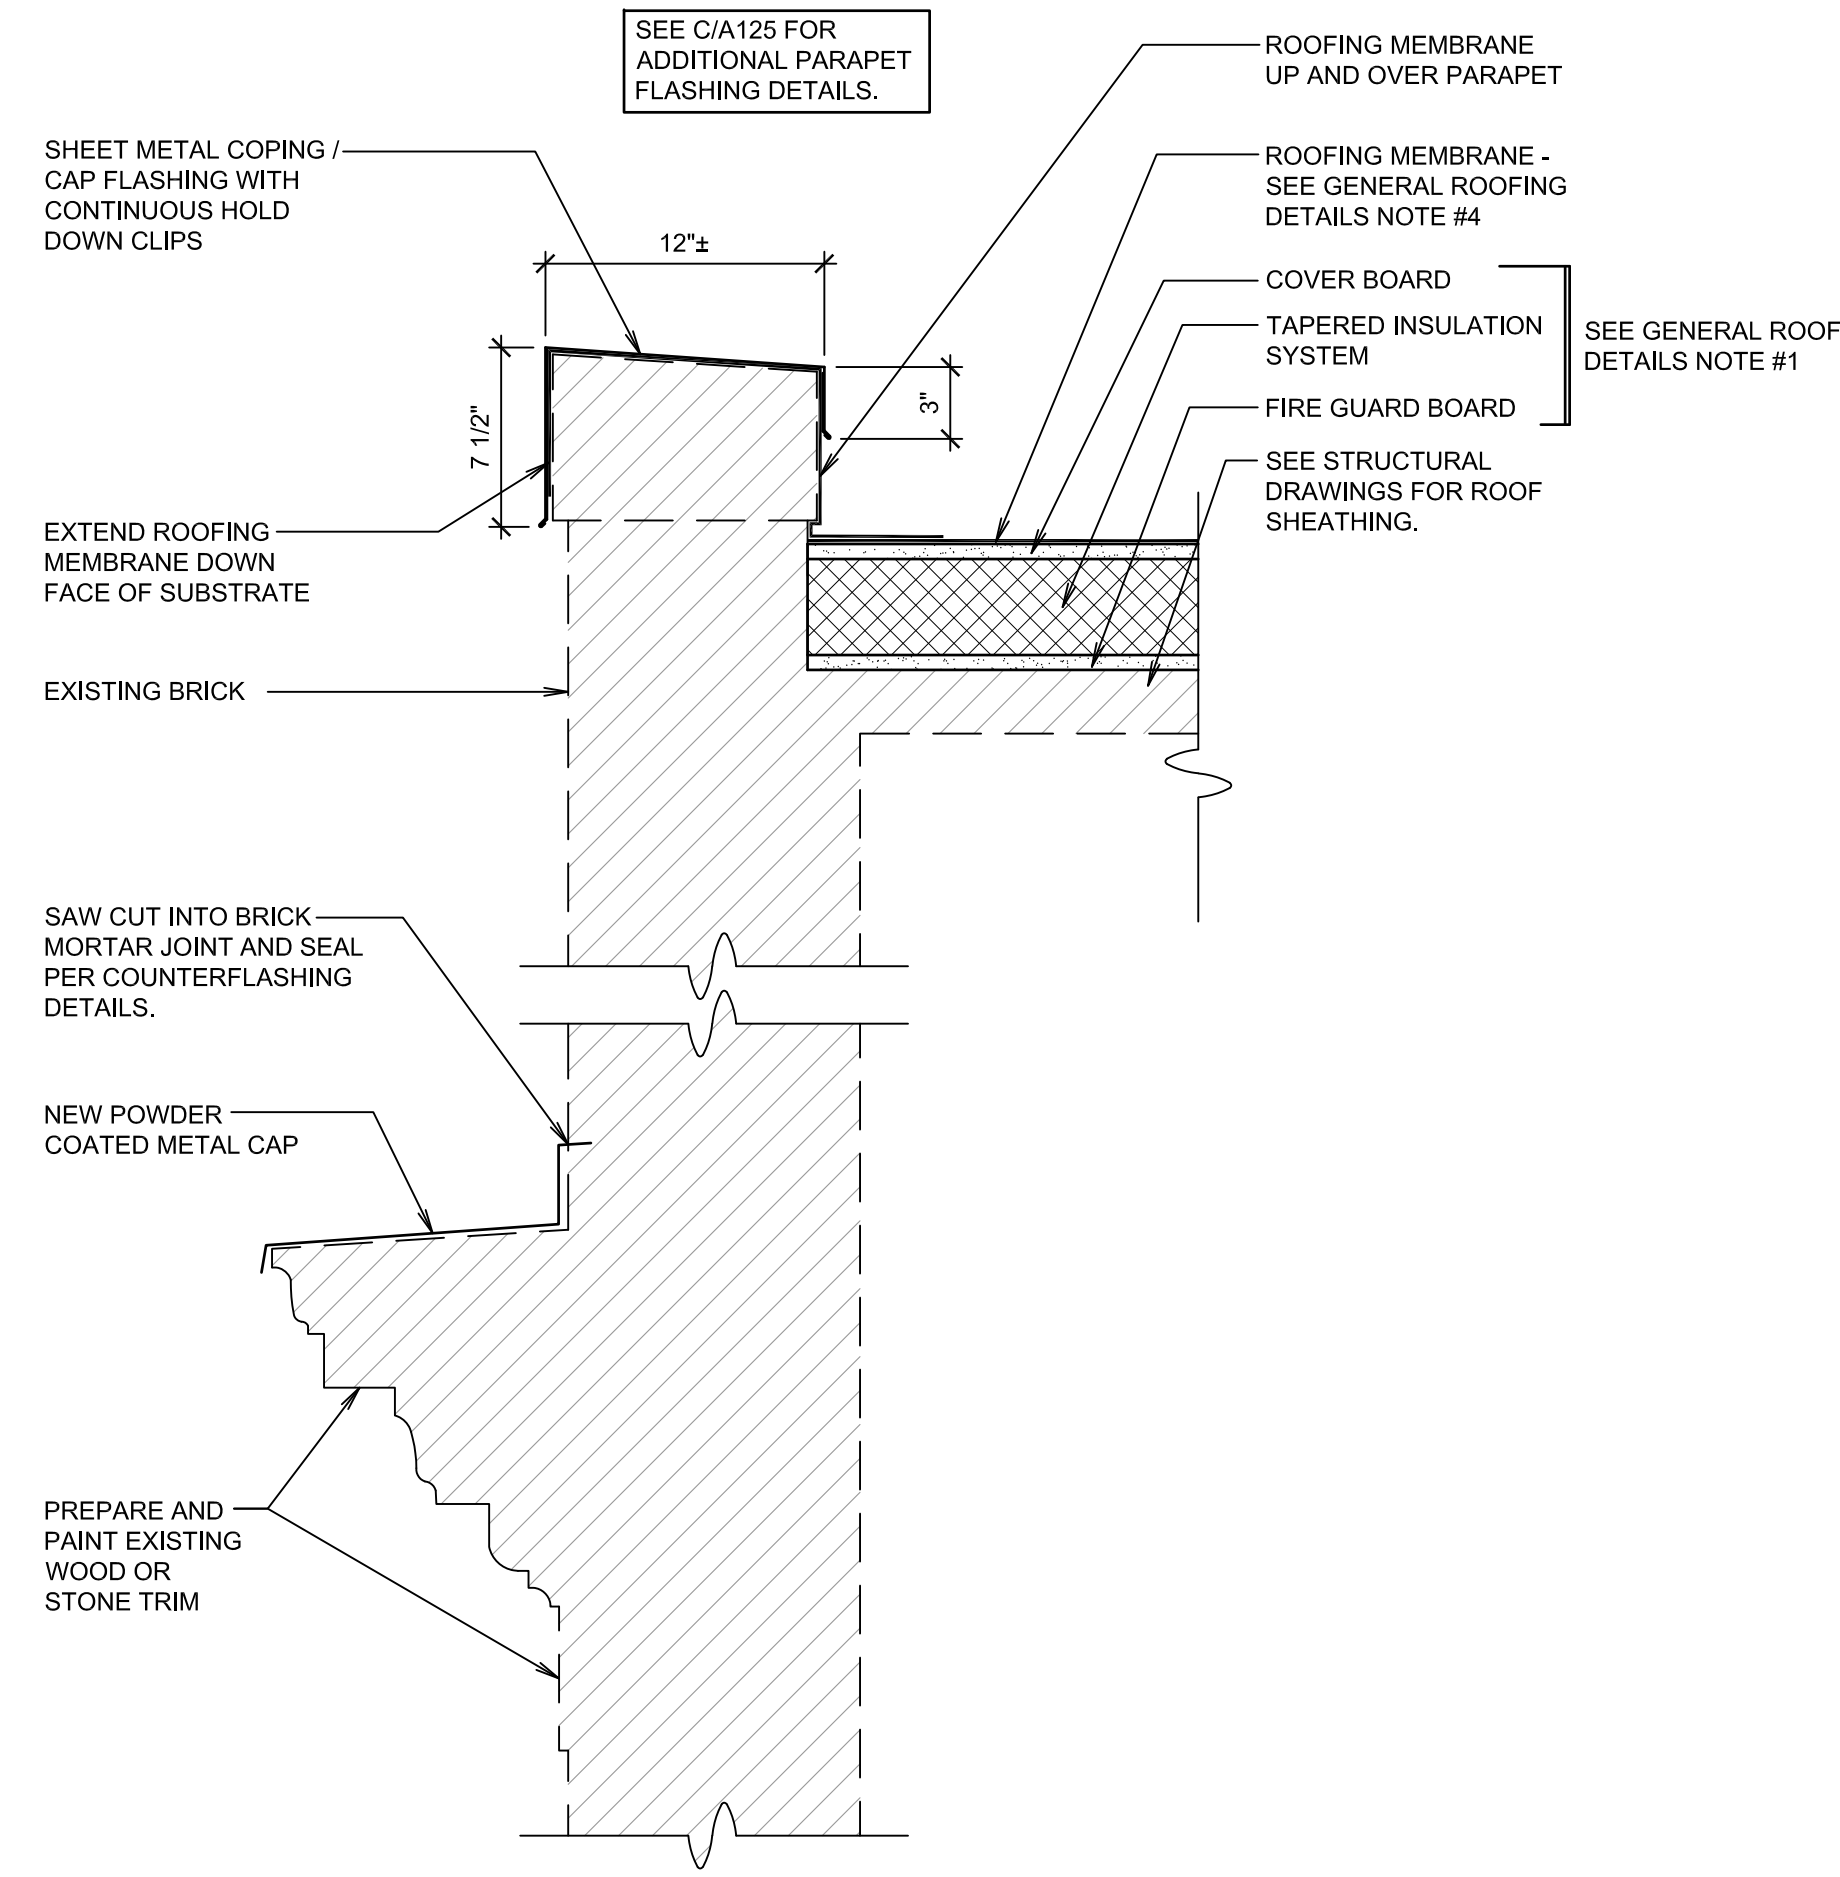 SEE C/A125 FOR
ADDITIONAL PARAPET
FLASHING DETAILS.
ROOFING MEMBRANE
UP AND OVER PARAPET
SHEET METAL COPING /
CAP FLASHING WITH
CONTINUOUS HOLD
DOWN CLIPS
ROOFING MEMBRANE -
SEE GENERAL ROOFING
DETAILS NOTE #4
12"±
COVER BOARD
TAPERED INSULATION
SYSTEM
SEE GENERAL ROOF
DETAILS NOTE #1
FIRE GUARD BOARD
7 1/2"
3"
SEE STRUCTURAL
DRAWINGS FOR ROOF
SHEATHING.
EXTEND ROOFING
MEMBRANE DOWN
FACE OF SUBSTRATE
EXISTING BRICK
SAW CUT INTO BRICK
MORTAR JOINT AND SEAL
PER COUNTERFLASHING
DETAILS.
NEW POWDER
COATED METAL CAP
PREPARE AND
PAINT EXISTING
WOOD OR
STONE TRIM